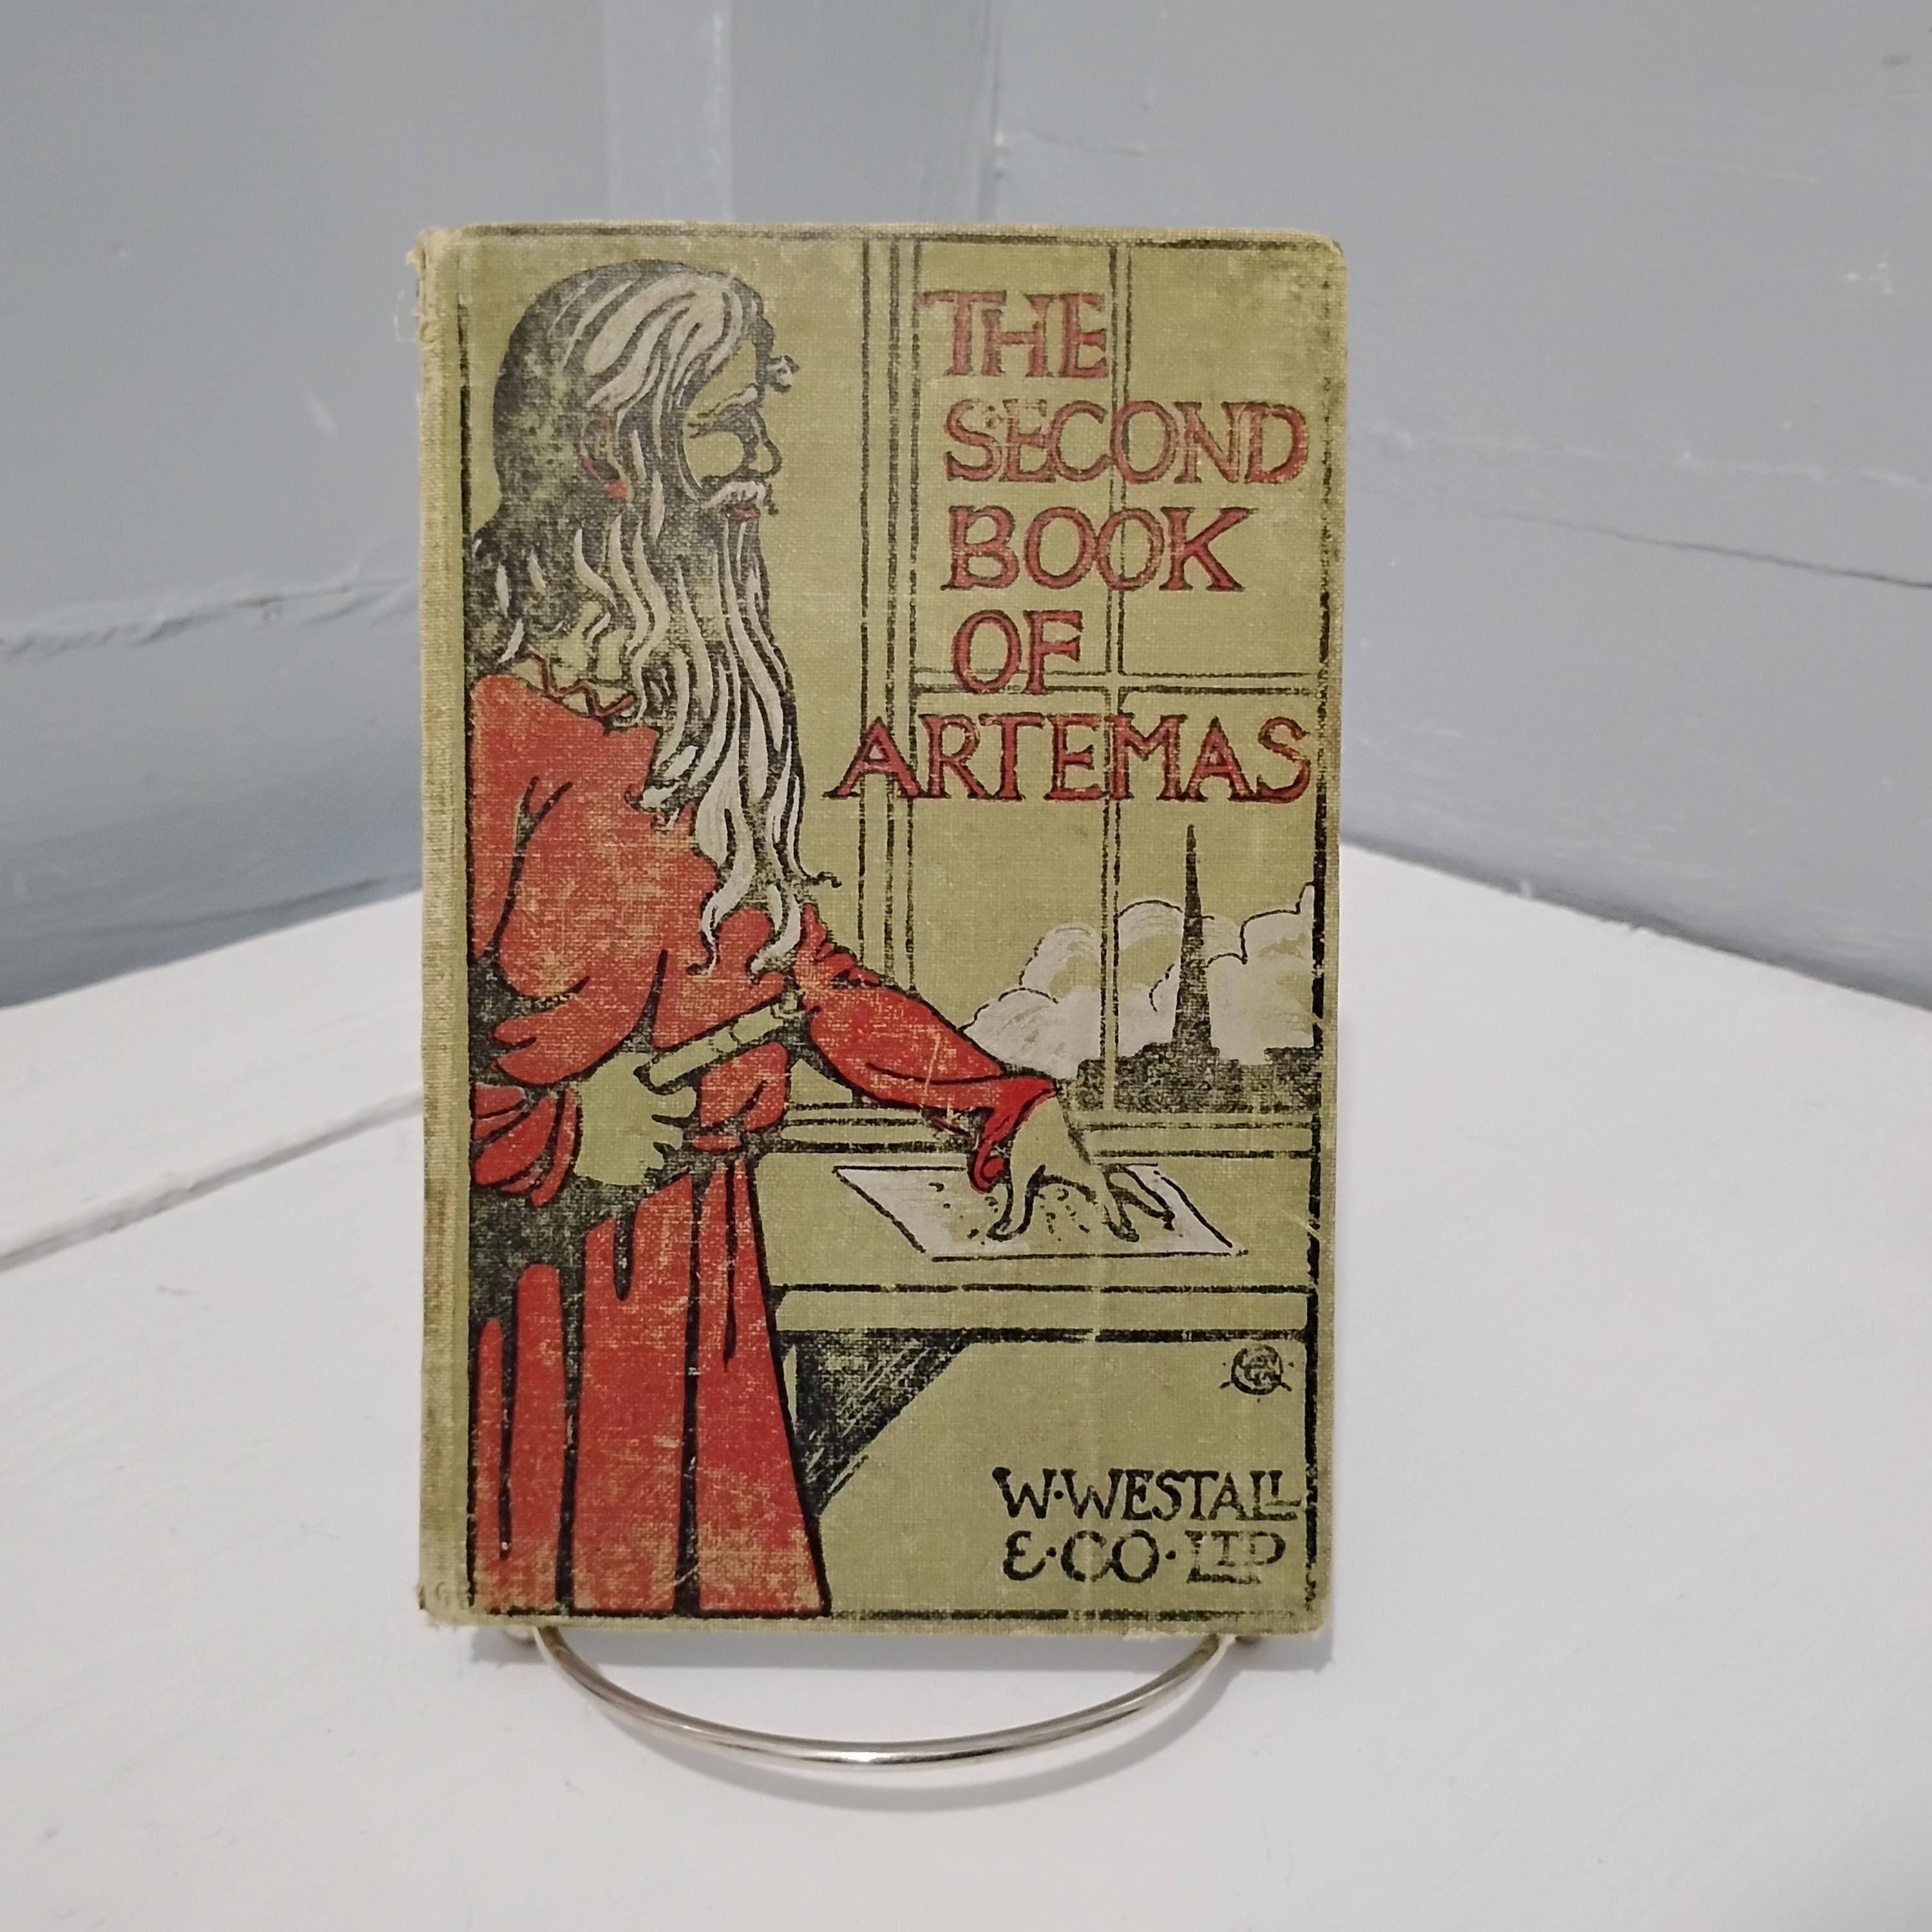 THE
SECOND
BOOK
OF
ARTEMAS
W·WESTALL
&·CO·LTD